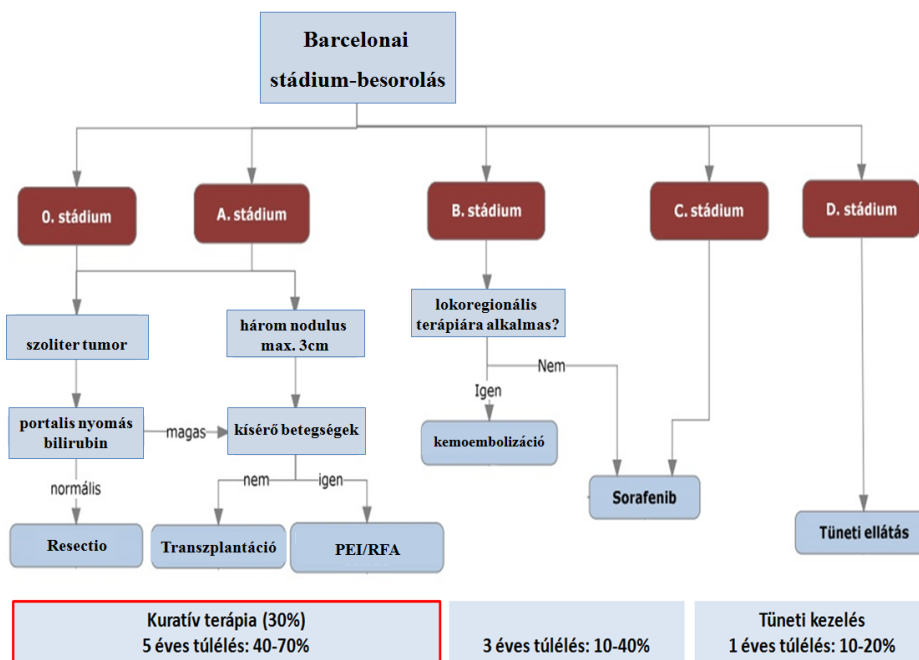 Barcelonai
stádium-besorolás
0. stádium
A. stádium
B. stádium
C. stádium
D. stádium
szoliter tumor
három nodulus
max. 3cm
lokoregionális
terápiára alkalmas?
Nem
Igen
portalis nyomás
bilirubin
magas
kísérő betegségek
kemoembolizáció
normális
nem
igen
Sorafenib
Resectio
Transzplantáció
PEI/RFA
Tüneti ellátás
Kuratív terápia (30%)
5 éves túlélés: 40-70%
3 éves túlélés: 10-40%
Tüneti kezelés
1 éves túlélés: 10-20%